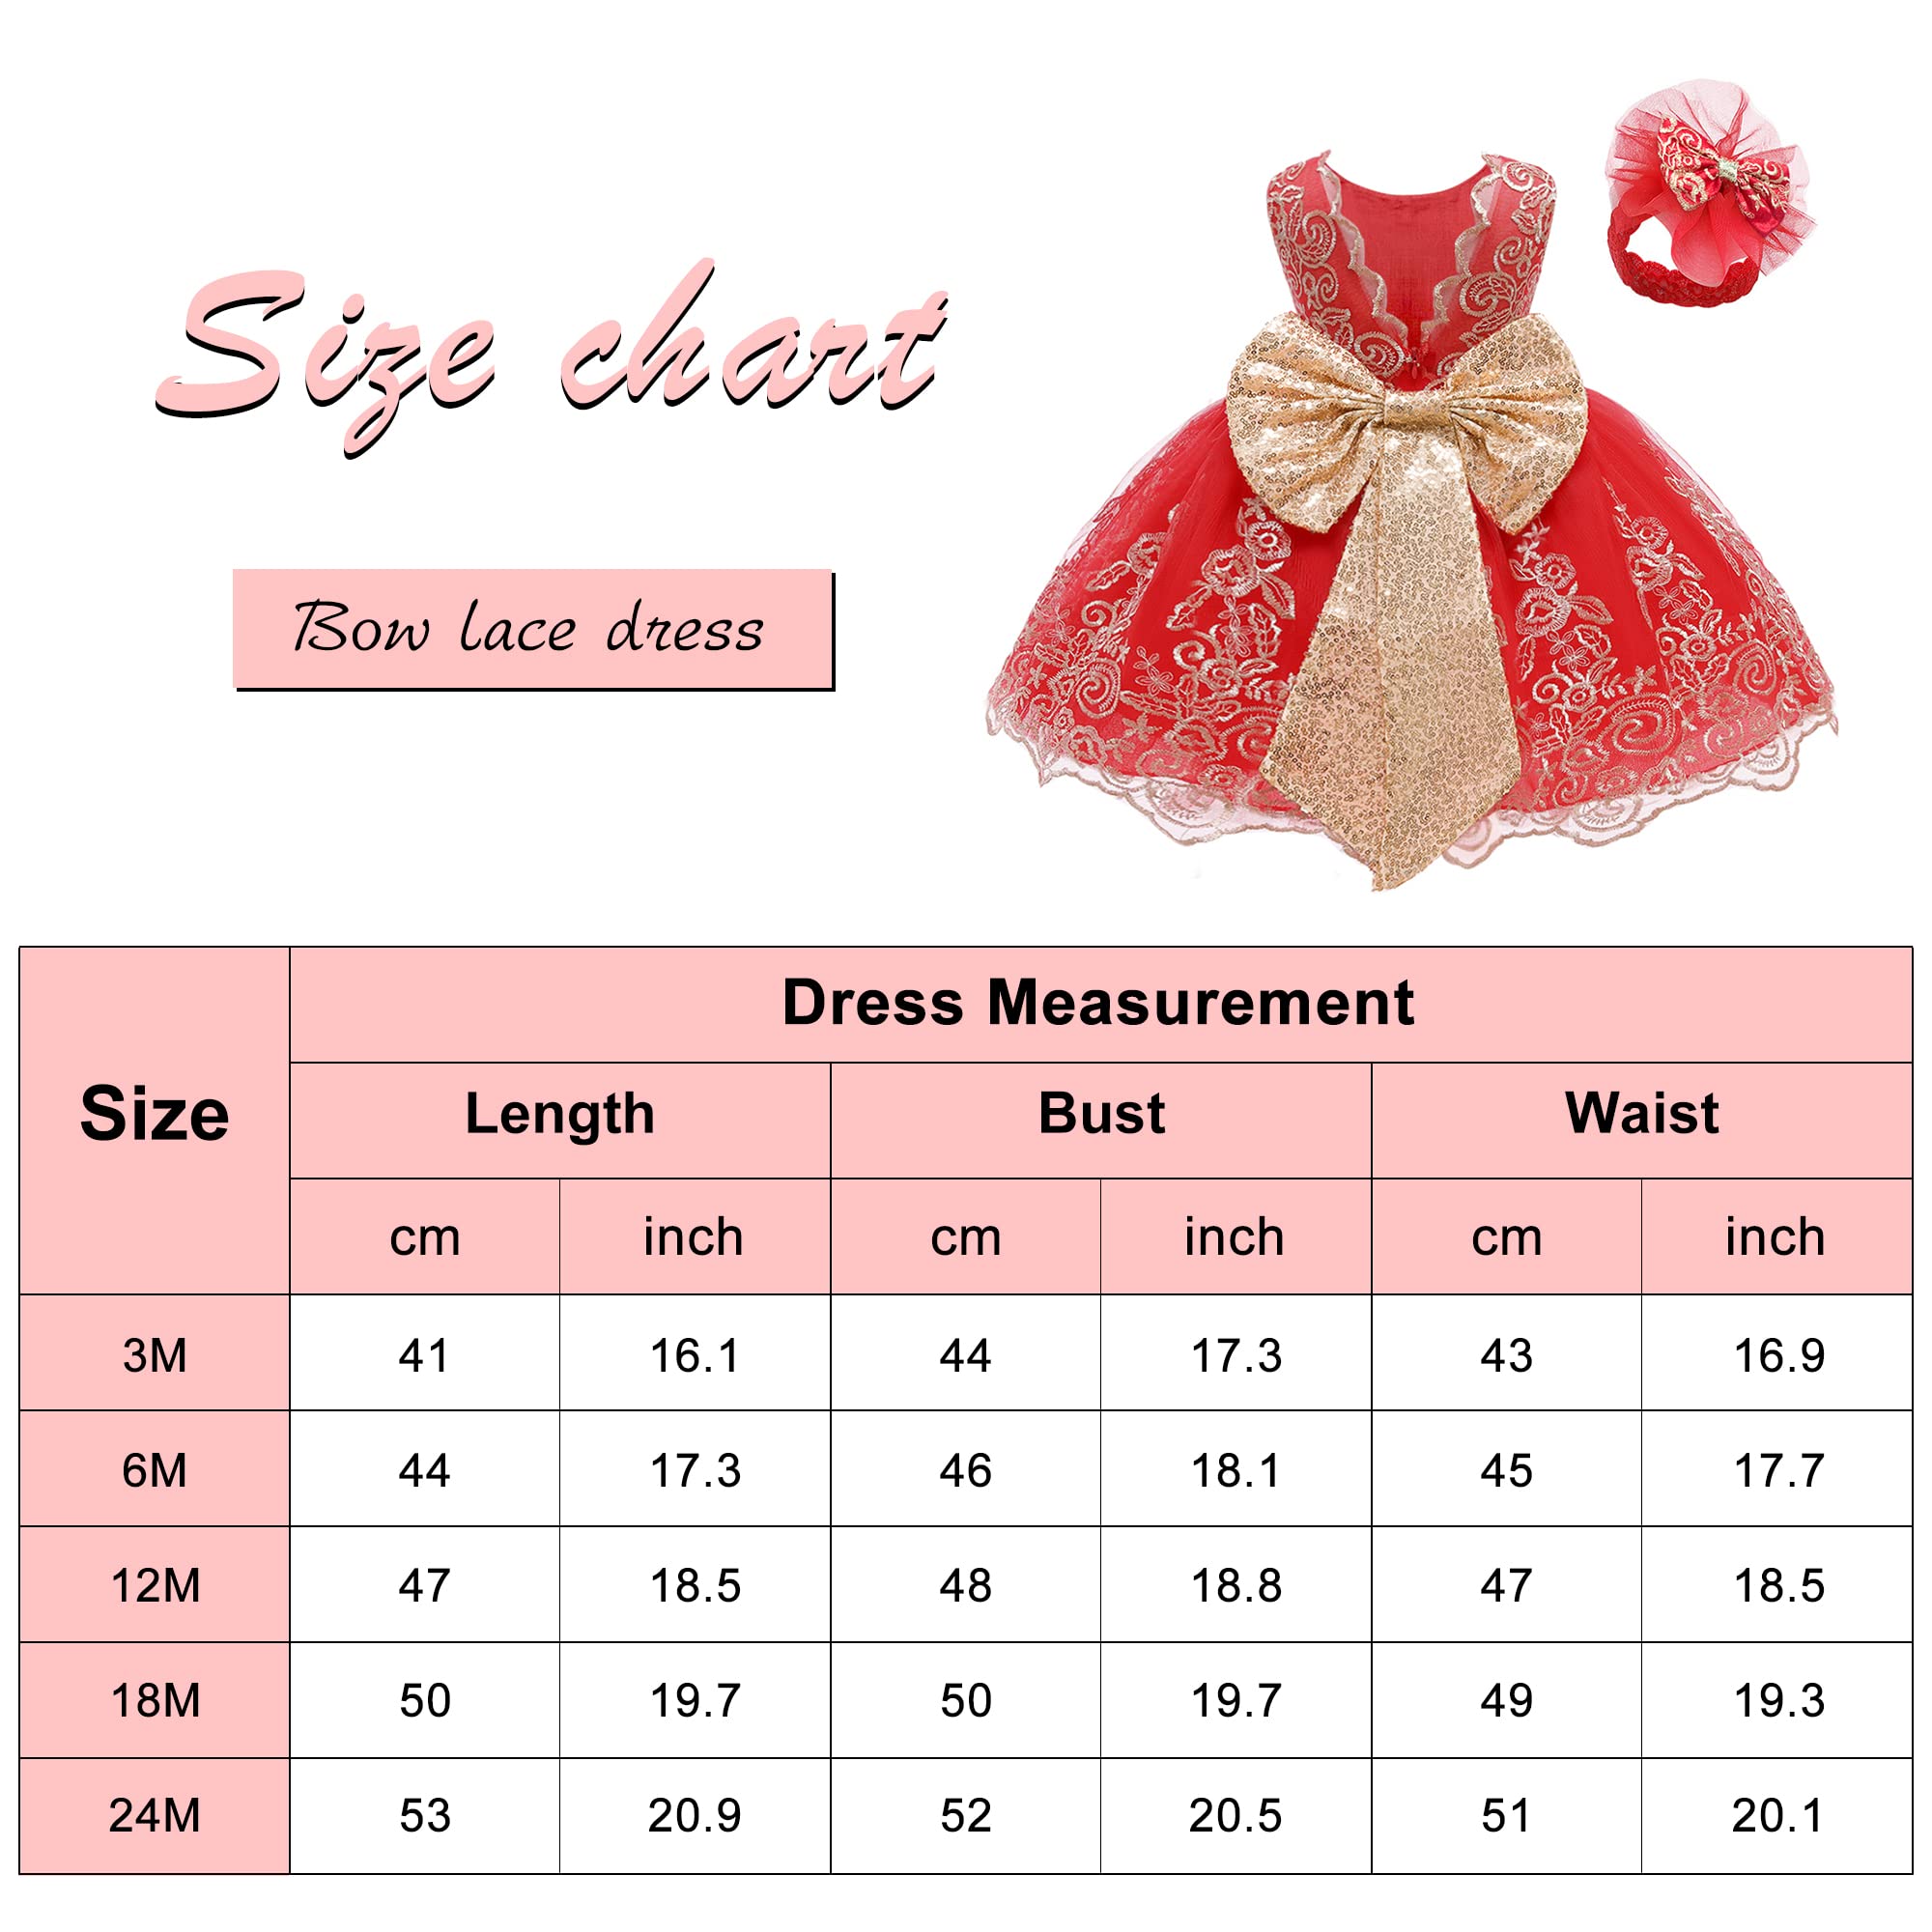 Size chart
Bow lace dress
Size Dress Measurement
Length Bust Waist
cm inch cm inch cm inch
3M 41 16.1 44 17.3 43 16.9
6M 44 17.3 46 18.1 45 17.7
12M 47 18.5 48 18.8 47 18.5
18M 50 19.7 50 19.7 49 19.3
24M 53 20.9 52 20.5 51 20.1